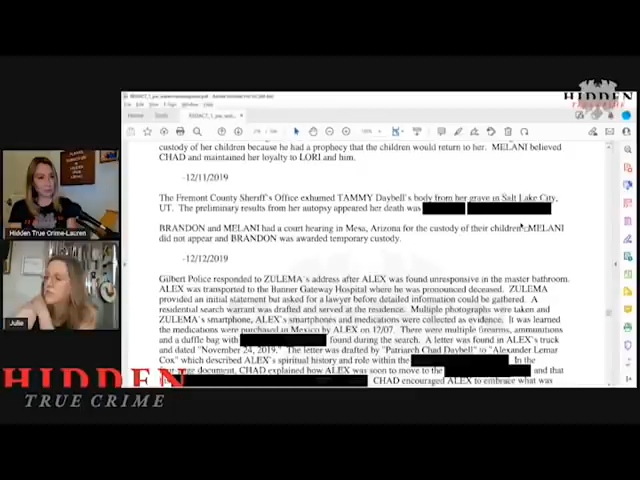 HIDDEN
TRUE CRIME
Home Tools
custody of her children because he had a prophecy that the children would return to her. MELANI believed
CHAD and maintained her loyalty to LORI and him.
-12/11/2019
The Fremont County Sheriff's Office exhumed TAMMY Daybell's body from her grave in Salt Lake City,
UT. The preliminary results from her autopsy appeared her death was
BRANDON and MELANI had a court hearing in Mesa, Arizona for the custody of their children. MELANI
did not appear and BRANDON was awarded temporary custody.
-12/12/2019
Gilbert Police responded to ZULEMA's address after ALEX was found unresponsive in the master bathroom.
ALEX was transported to the Banner Gateway Hospital where he was pronounced deceased. ZULEMA
provided an initial statement but asked for a lawyer before detailed information could be gathered. A
residential search warrant was drafted and served at the residence. Multiple photographs were taken and
ZULEMA's smartphone, ALEX's smartphones and medications were collected as evidence. It was learned
the medications were purchased in Mexico by ALEX on 12/07. There were multiple firearms, ammunitions
and a duffle bag with found during the search. A letter was found in ALEX's truck
and dated "November 24, 2019." The letter was drafted by "Patriarch Chad Daybell" to "Alexander Lemar
Cox" which described ALEX's spiritual history and role within the In the
page document, CHAD explained how ALEX was soon to move to the and that
CHAD encouraged ALEX to embrace what was
Hidden True Crime-Lauren
Julie
HIDDEN
TRUE CRIME